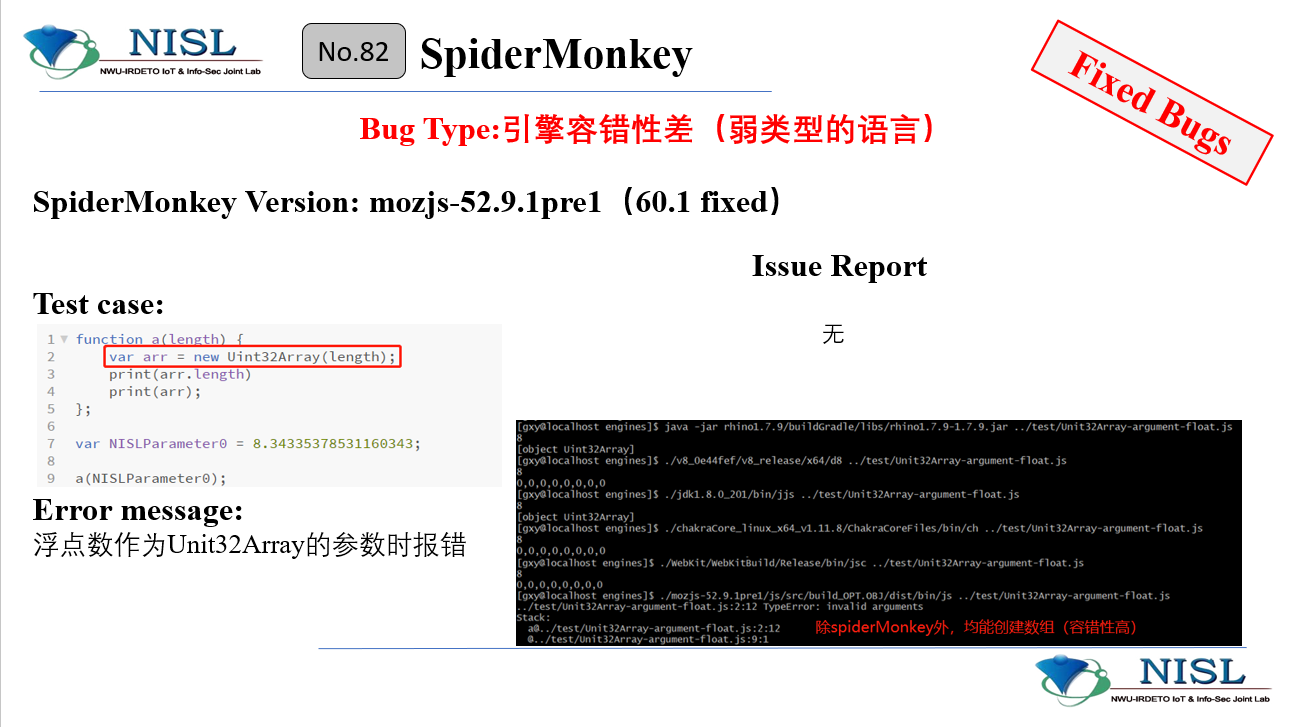 NISL
NWU-IRDETO IoT & Info-Sec Joint Lab
No.82
SpiderMonkey
Fixed Bugs
Bug Type:引擎容错性差（弱类型的语言）
SpiderMonkey Version: mozjs-52.9.1pre1（60.1 fixed）
Issue Report
无
Test case:
1 function a(length) {
2 var arr = new Uint32Array(length);
3 print(arr.length)
4 print(arr);
5 };
6
7 var NISLParameter0 = 8.34335378531160343;
8
9 a(NISLParameter0);
Error message:
浮点数作为Unit32Array的参数时报错
[gxy@localhost engines]$ java -jar rhino1.7.9/buildGradle/libs/rhino1.7.9-1.7.9.jar ../test/Unit32Array-argument-float.js
8
[object Uint32Array]
[gxy@localhost engines]$ ./v8_0e44fef/v8_release/x64/d8 ../test/Unit32Array-argument-float.js
8
0,0,0,0,0,0,0,0
[gxy@localhost engines]$ ./jdk1.8.0_201/bin/jjs ../test/Unit32Array-argument-float.js
8
[object Uint32Array]
[gxy@localhost engines]$ ./chakraCore_linux_x64_v1.11.8/ChakraCoreFiles/bin/ch ../test/Unit32Array-argument-float.js
8
0,0,0,0,0,0,0,0
[gxy@localhost engines]$ ./WebKit/WebKitBuild/Release/bin/jsc ../test/Unit32Array-argument-float.js
8
0,0,0,0,0,0,0,0
[gxy@localhost engines]$ ./mozjs-52.9.1pre1/js/src/build_OPT.OBJ/dist/bin/js ../test/Unit32Array-argument-float.js
../test/Unit32Array-argument-float.js:2:12 TypeError: invalid arguments
Stack:
a@../test/Unit32Array-argument-float.js:2:12
@../test/Unit32Array-argument-float.js:9:1
除spiderMonkey外，均能创建数组（容错性高）
NISL
NWU-IRDETO IoT & Info-Sec Joint Lab